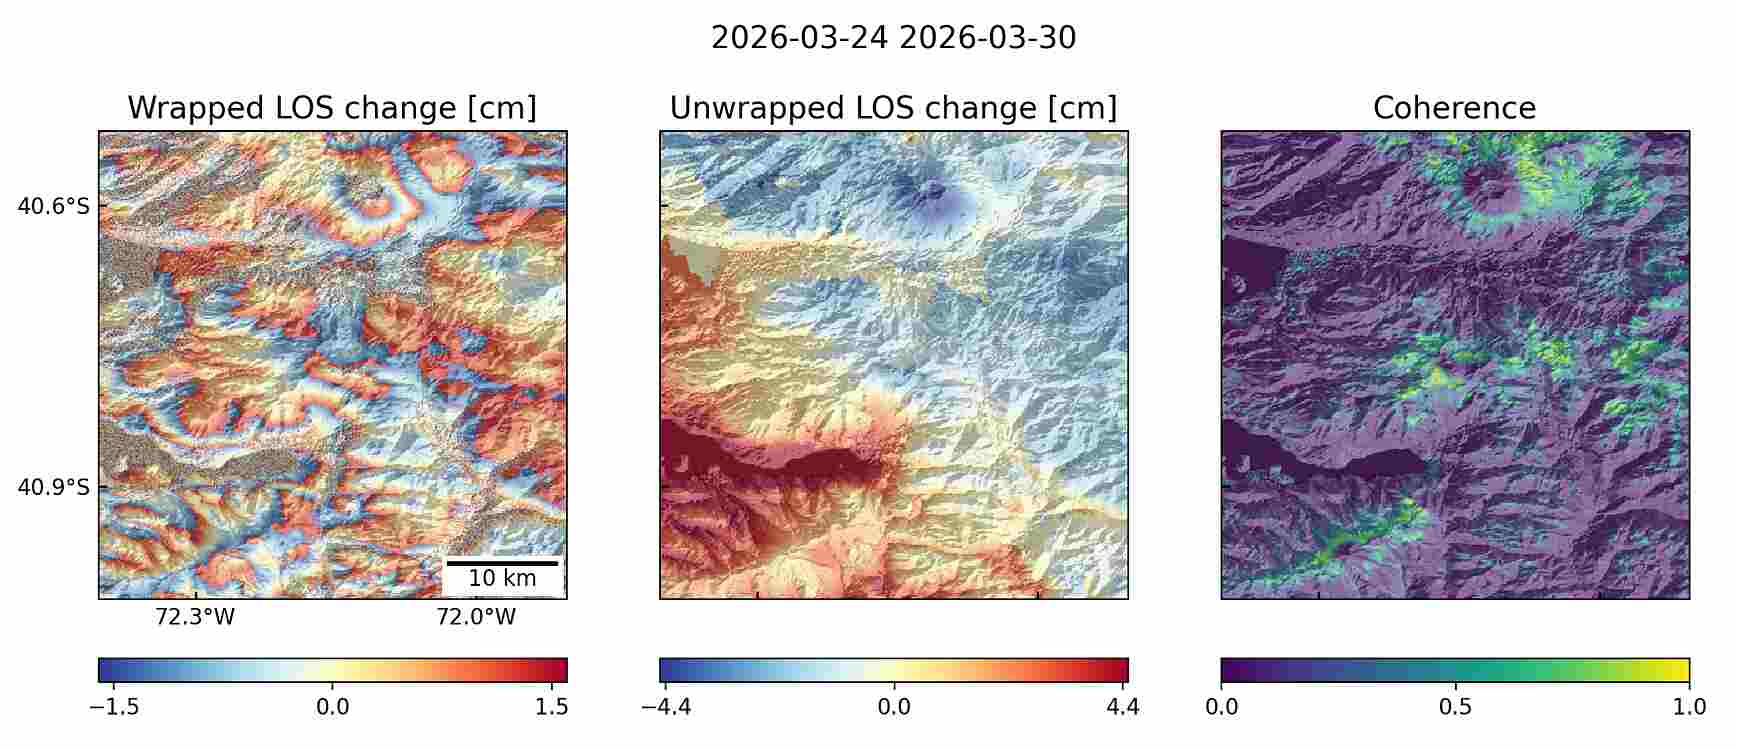 2026-03-24 2026-03-30
Wrapped LOS change [cm]
Unwrapped LOS change [cm]
Coherence
40.6°S
40.9°S
10 km
72.3°W
72.0°W
−1.5
0.0
1.5
−4.4
0.0
4.4
0.0
0.5
1.0